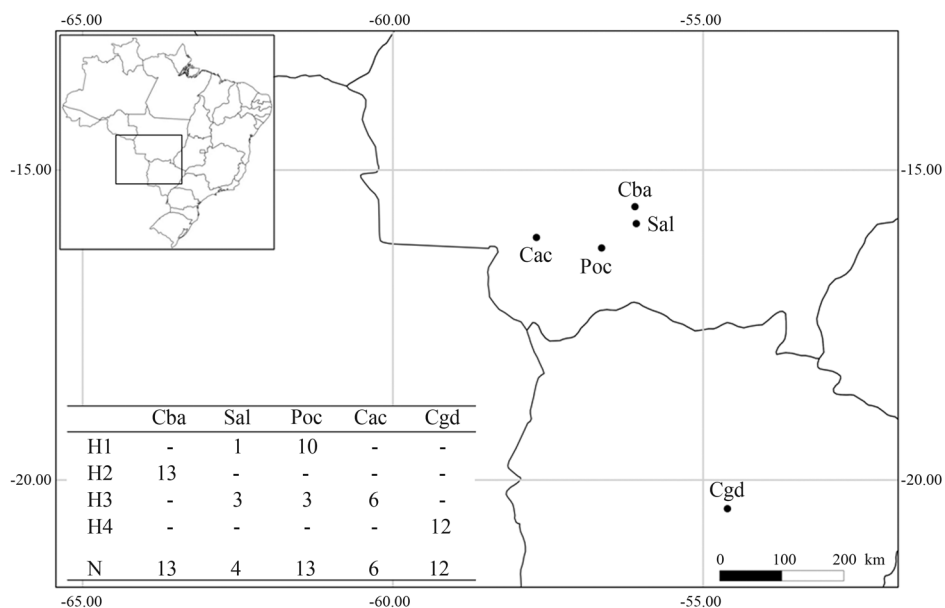 -65.00 -60.00 -55.00
-15.00 -15.00
Cba
Sal
Cac
Poc
Cba Sal Poc Cac Cgd
H1 - 1 10 - -
H2 13 - - - -
-20.00 -20.00
H3 - 3 3 6 -
Cgd
H4 - - - - 12
0 100 200 km
N 13 4 13 6 12
-65.00 -60.00 -55.00